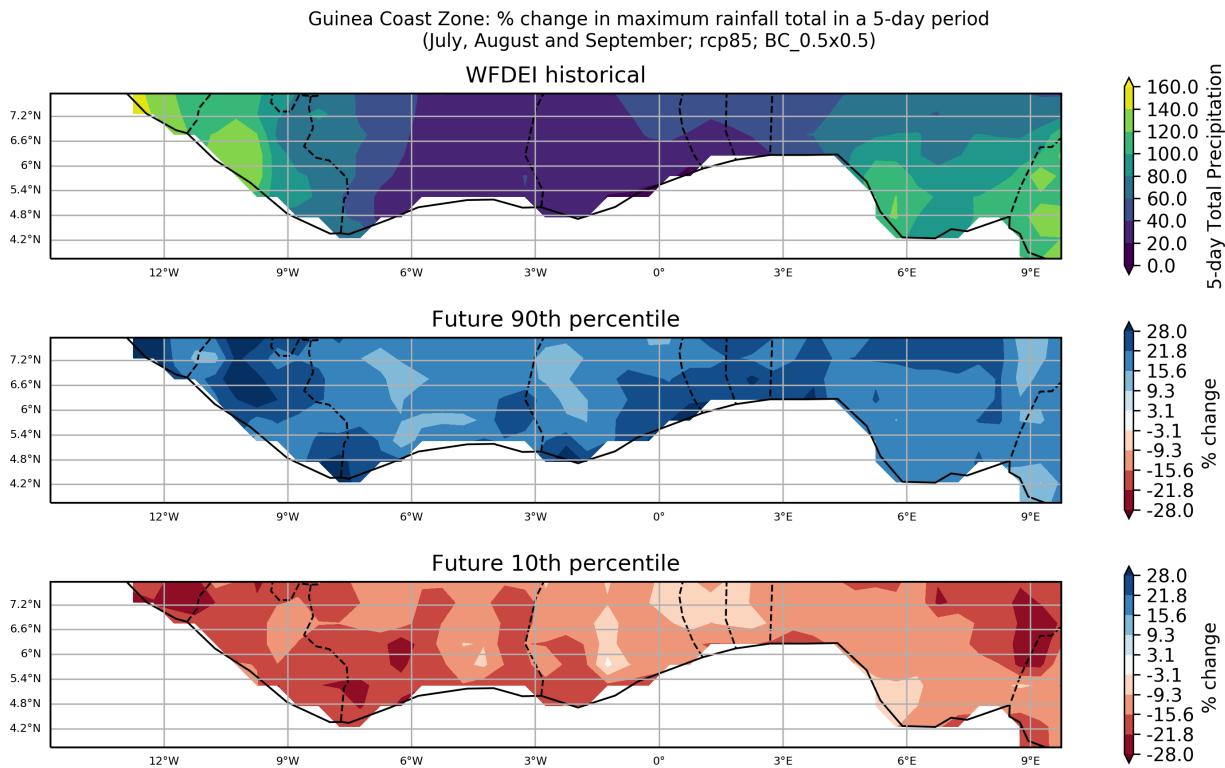 Guinea Coast Zone: % change in maximum rainfall total in a 5-day period
(July, August and September; rcp85; BC_0.5x0.5)
WFDEI historical
7.2°N
6.6°N
6°N
5.4°N
4.8°N
4.2°N
12°W 9°W 6°W 3°W 0° 3°E 6°E 9°E
160.0
140.0
120.0
100.0
80.0
60.0
40.0
20.0
0.0
5-day Total Precipitation
Future 90th percentile
7.2°N
6.6°N
6°N
5.4°N
4.8°N
4.2°N
12°W 9°W 6°W 3°W 0° 3°E 6°E 9°E
28.0
21.8
15.6
9.3
3.1
-3.1
-9.3
-15.6
-21.8
-28.0
% change
Future 10th percentile
7.2°N
6.6°N
6°N
5.4°N
4.8°N
4.2°N
12°W 9°W 6°W 3°W 0° 3°E 6°E 9°E
28.0
21.8
15.6
9.3
3.1
-3.1
-9.3
-15.6
-21.8
-28.0
% change